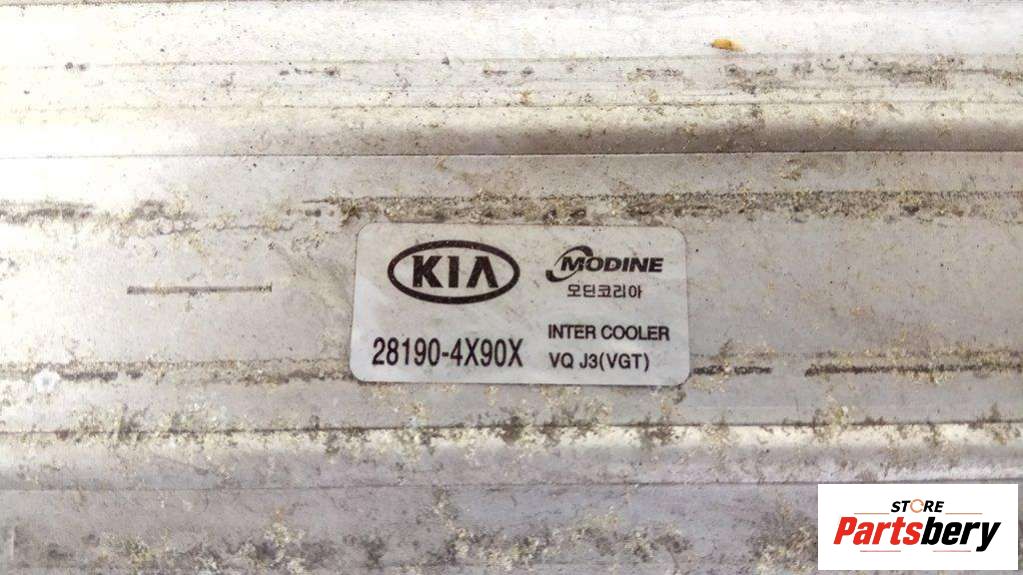 KIA
MODINE
모딘코리아
28190-4X90X
INTER COOLER
VQ J3(VGT)
STORE
Partsbery